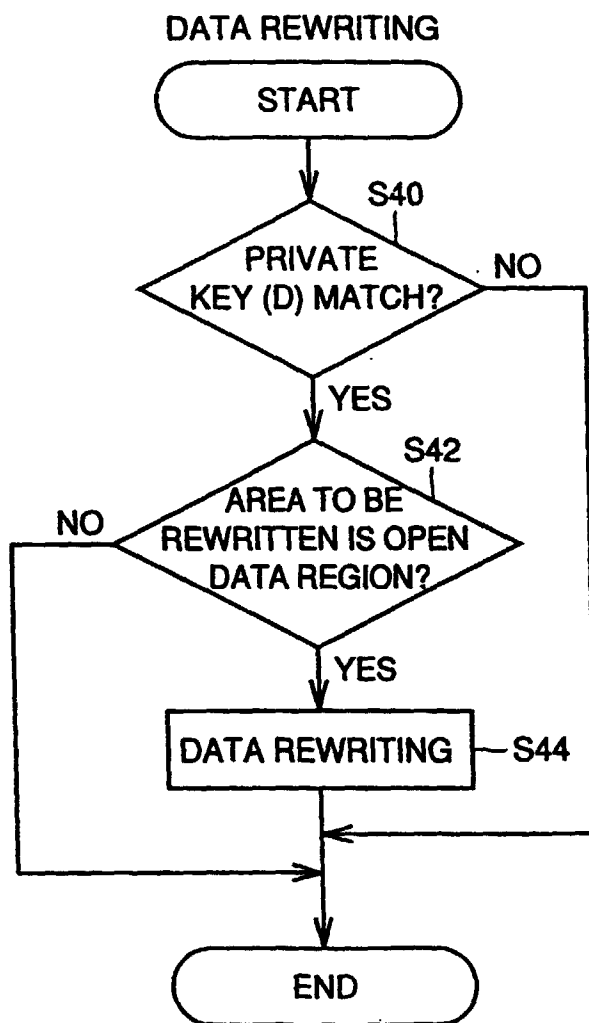 DATA REWRITING
START
S40
PRIVATE
KEY (D) MATCH?
NO
YES
S42
AREA TO BE
NO
REWRITTEN IS OPEN
DATA REGION?
YES
DATA REWRITING
S44
END